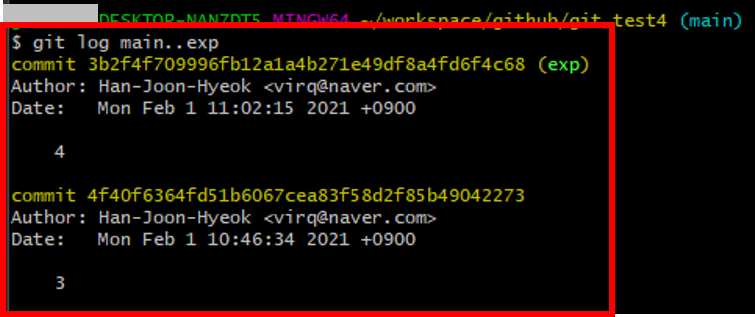 DESKTOP-NANZDT5 MINGW64 ~/workspace/github/git test4 (main)
$ git log main..exp
commit 3b2f4f709996fb12a1a4b271e49df8a4fd6f4c68 (exp)
Author: Han-Joon-Hyeok <virq@naver.com>
Date:   Mon Feb 1 11:02:15 2021 +0900
4
commit 4f40f6364fd51b6067cea83f58d2f85b49042273
Author: Han-Joon-Hyeok <virq@naver.com>
Date:   Mon Feb 1 10:46:34 2021 +0900
3